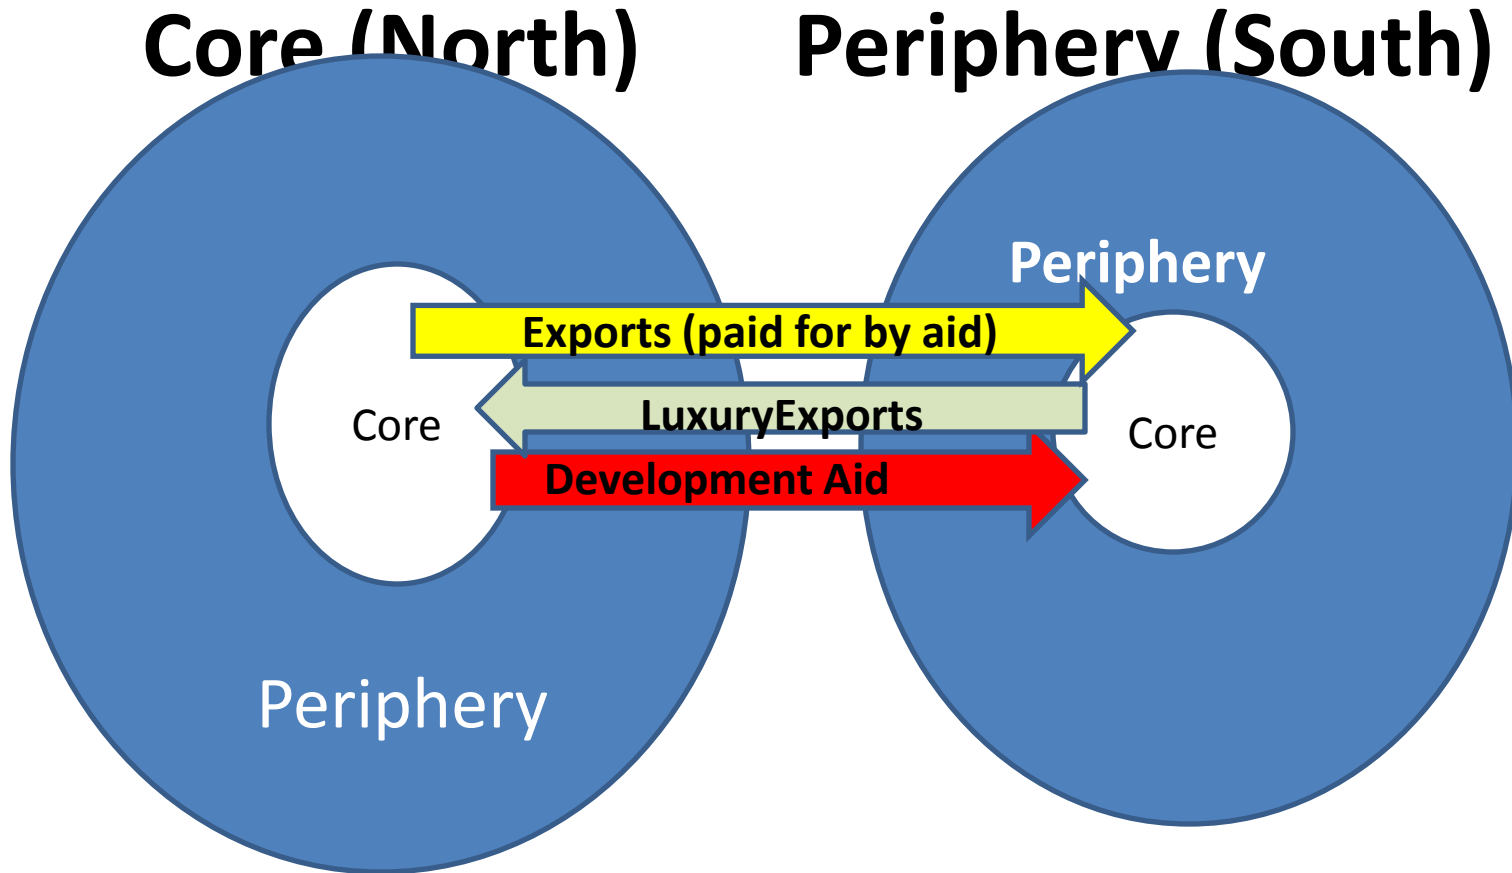 Core (North)
Periphery (South)
Periphery
Exports (paid for by aid)
LuxuryExports
Core
Core
Development Aid
Periphery